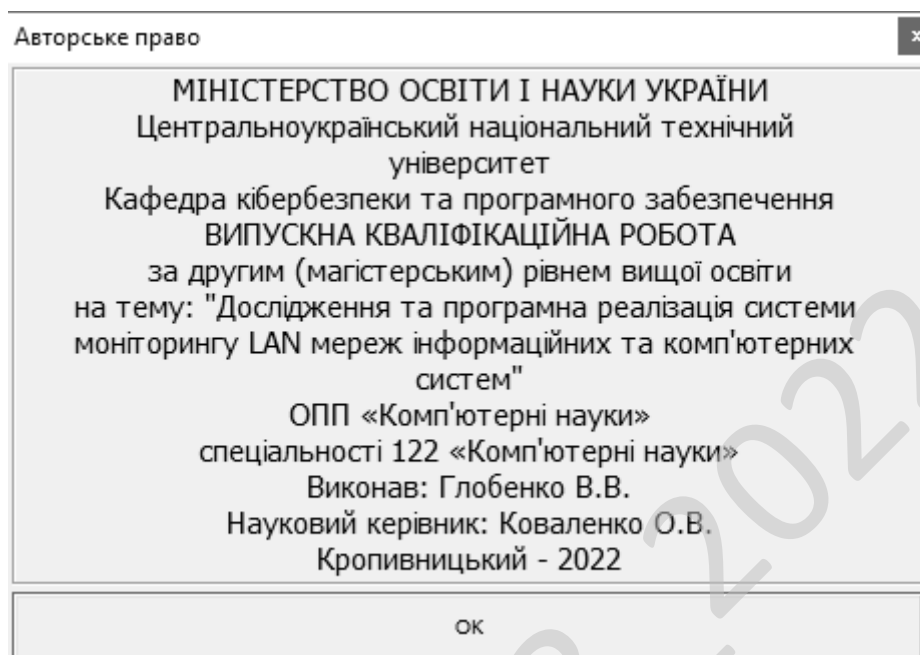 Авторське право
x
МІНІСТЕРСТВО ОСВІТИ І НАУКИ УКРАЇНИ
Центральноукраїнський національний технічний
університет
Кафедра кібербезпеки та програмного забезпечення
ВИПУСКНА КВАЛІФІКАЦІЙНА РОБОТА
за другим (магістерським) рівнем вищої освіти
на тему: "Дослідження та програмна реалізація системи
моніторингу LAN мереж інформаційних та комп'ютерних
систем"
ОПП «Комп'ютерні науки»
спеціальності 122 «Комп'ютерні науки»
Виконав: Глобенко В.В.
Науковий керівник: Коваленко О.В.
Кропивницький - 2022
ОК
2022